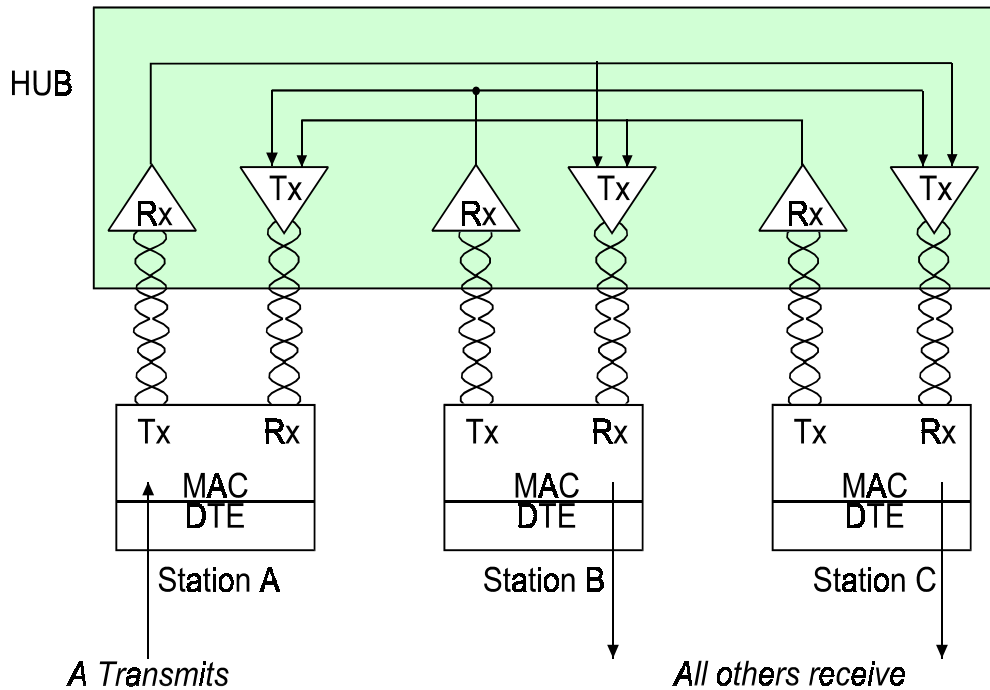 HUB
Rx Tx Rx Tx Rx Tx
Tx Rx Tx Rx Tx Rx
MAC MAC MAC
DTE DTE DTE
Station A Station B Station C
A Transmits All others receive